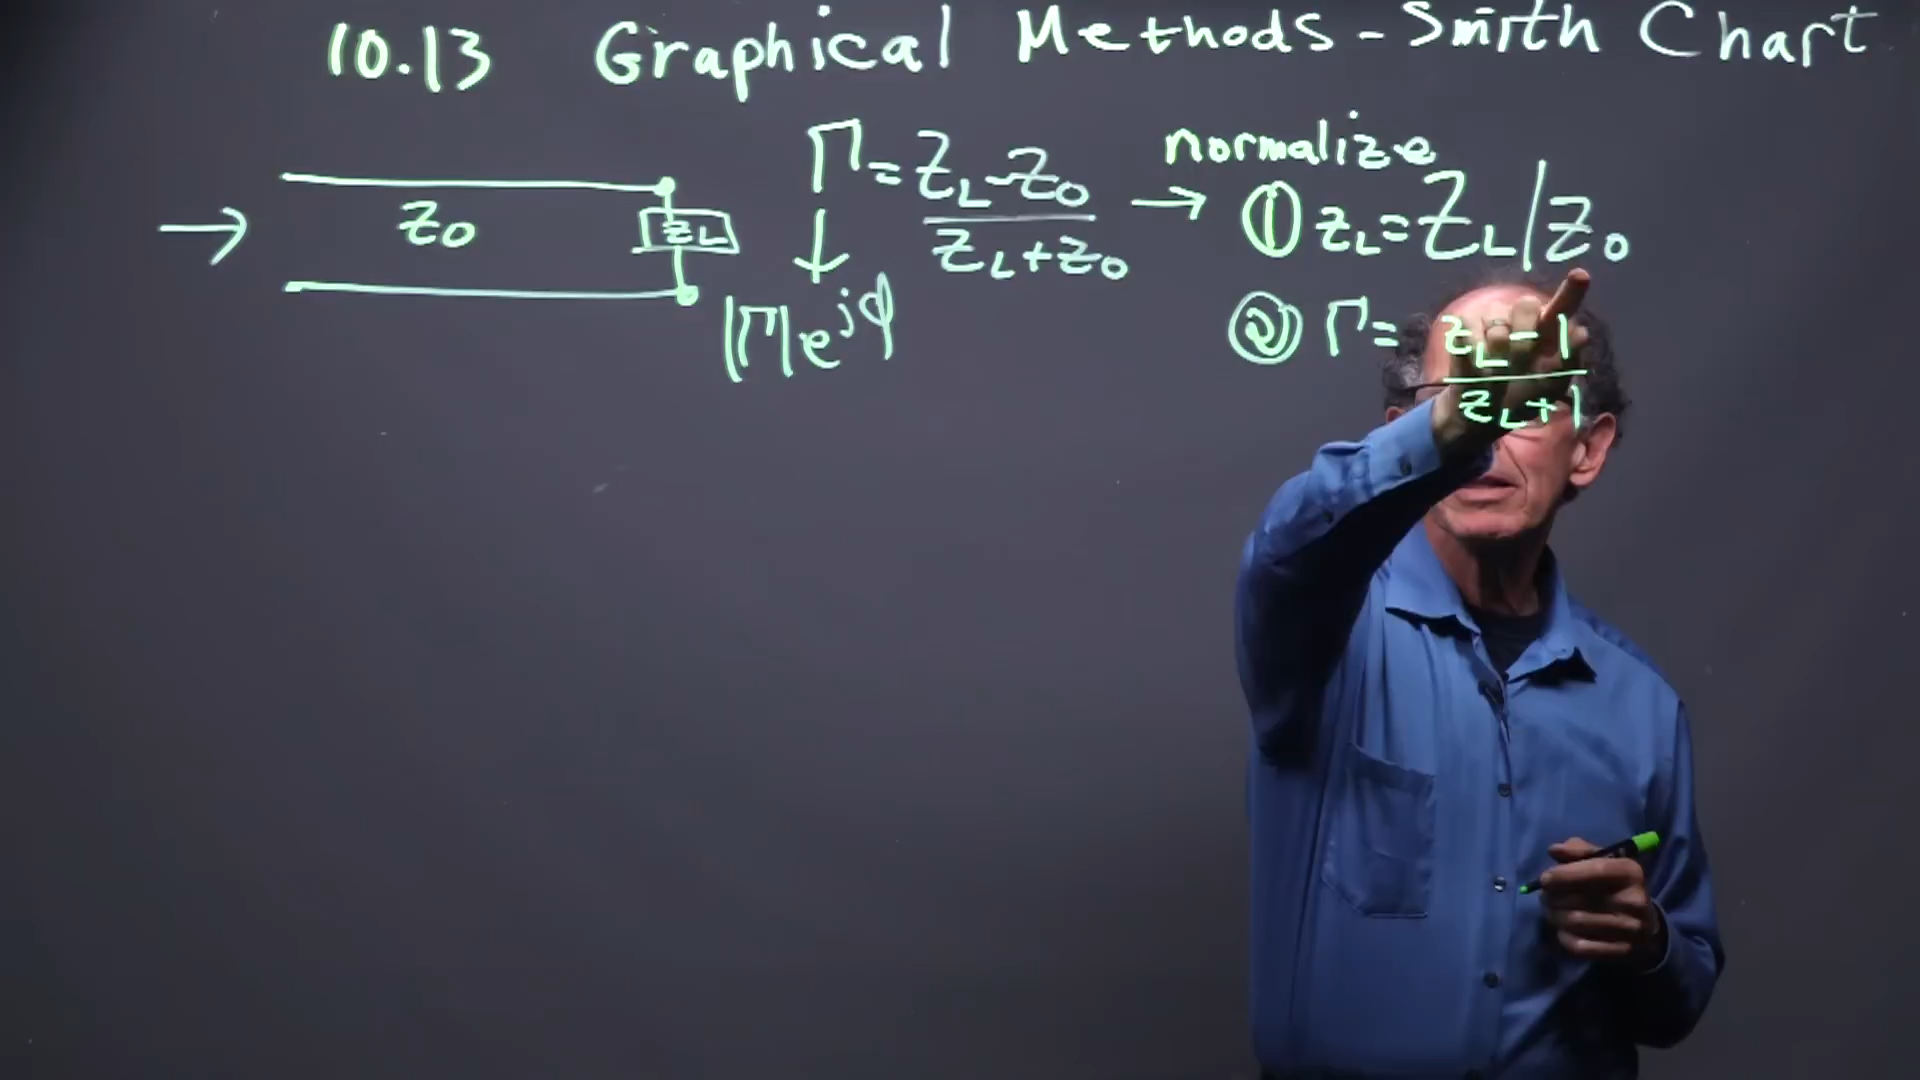 10.13 Graphical Methods - Smith Chart
normalize
Γ = Z_L - Z_0 / Z_L + Z_0 → ① z_L = Z_L / Z_0
→ Z_0 Z_L
↓
|Γ| e^{jϕ} ② Γ = z_L - 1 / z_L + 1